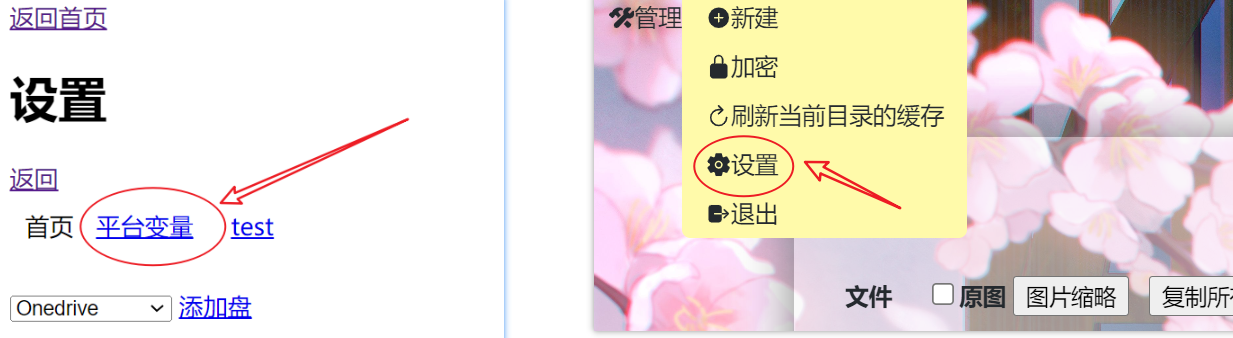 返回首页
设置
返回
首页 平台变量 test
Onedrive 添加盘
管理
新建
加密
刷新当前目录的缓存
设置
退出
文件 原图 图片缩略 复制所